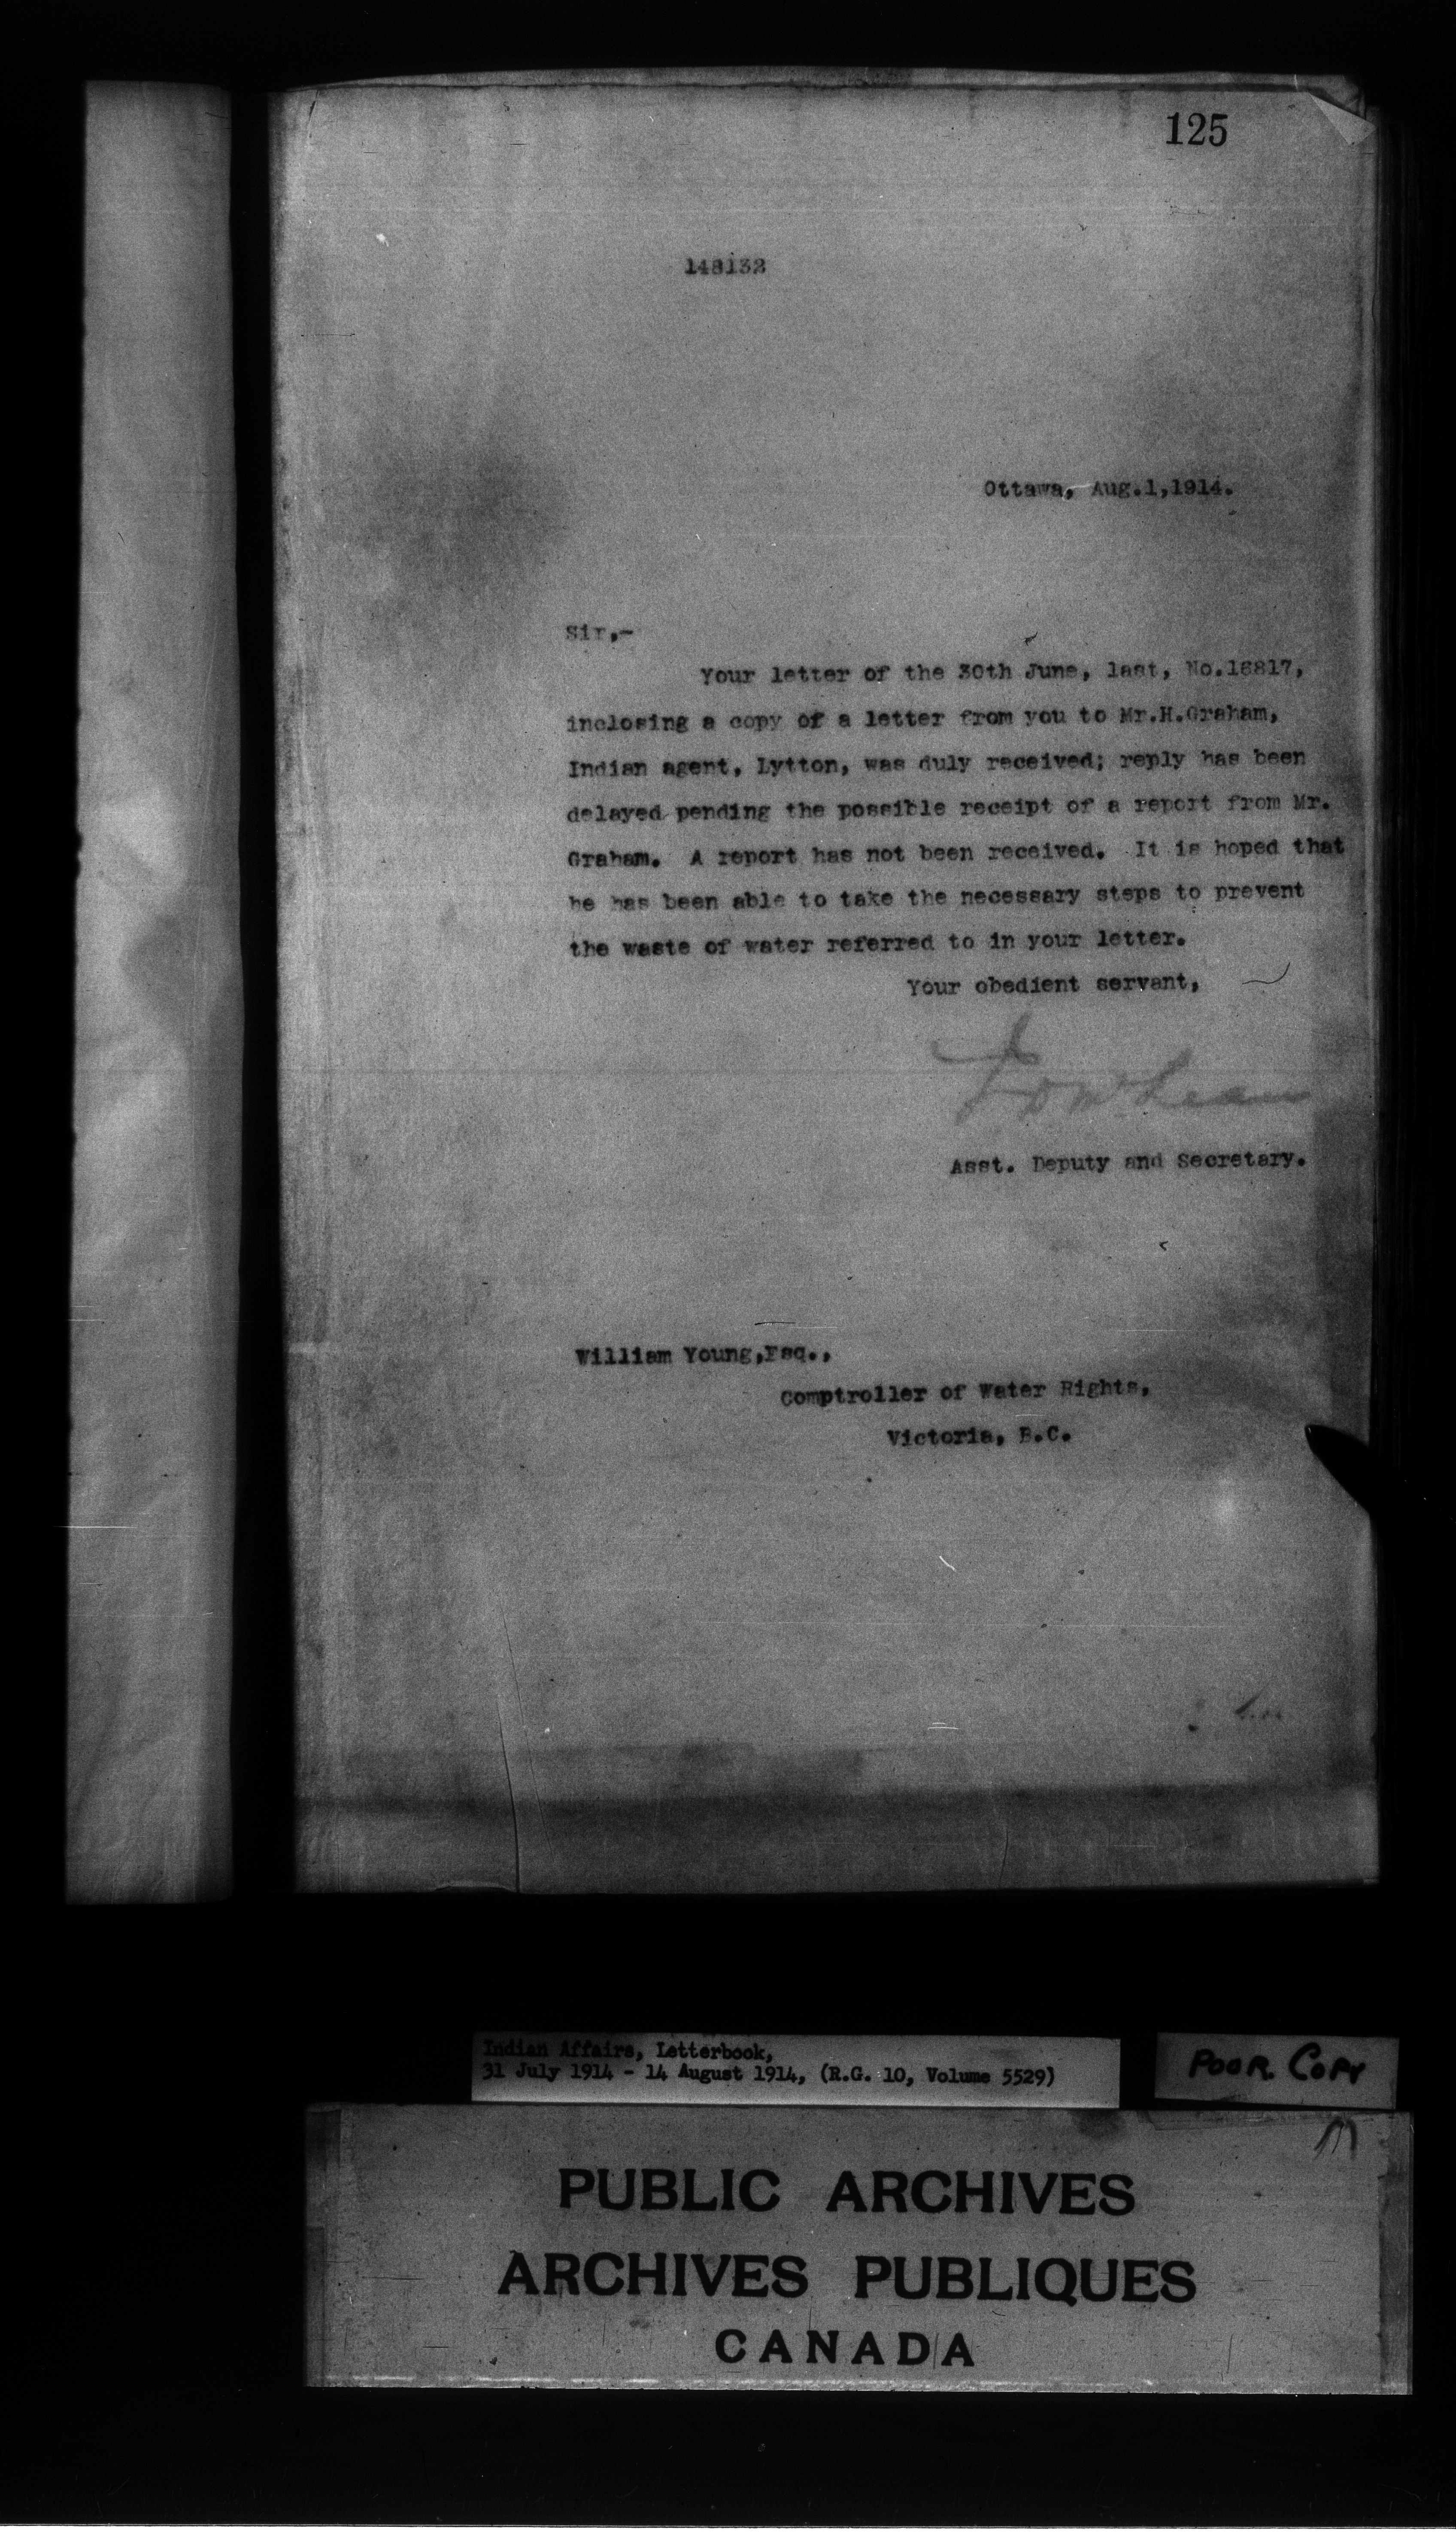 125
148132
Ottawa, Aug.1,1914.
Sir,-
Your letter of the 30th June, last, No.18817,
inclosing a copy of a letter from you to Mr.H.Graham,
Indian agent, Lytton, was duly received; reply has been
delayed pending the possible receipt of a report from Mr.
Graham. A report has not been received. It is hoped that
he has been able to take the necessary steps to prevent
the waste of water referred to in your letter.
Your obedient servant,
Asst. Deputy and Secretary.
William Young,Esq.,
Comptroller of Water Rights,
Victoria, B.C.
Indian Affairs, Letterbook,
31 July 1914 - 14 August 1914, (R.G. 10, Volume 5529)
POOR COPY
PUBLIC ARCHIVES
ARCHIVES PUBLIQUES
CANADA